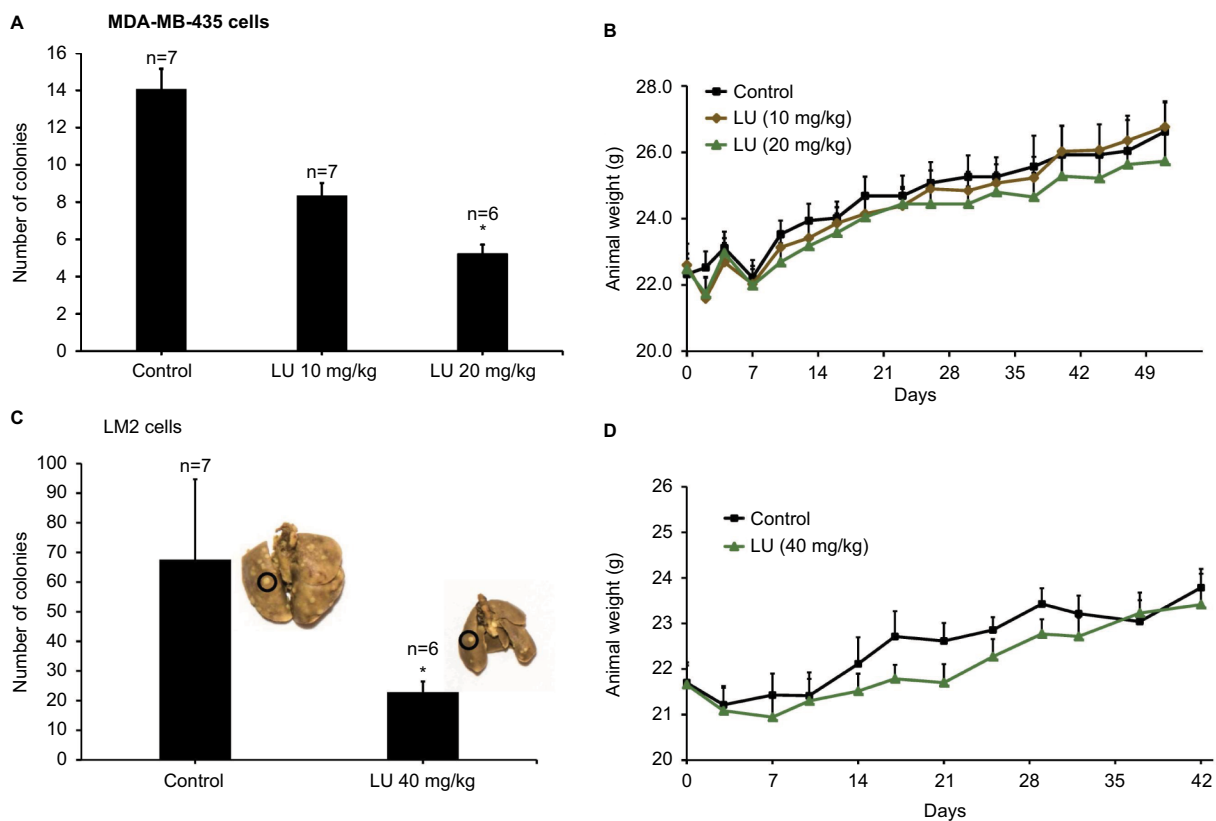 A
MDA-MB-435 cells
Number of colonies
16
14
12
10
8
6
4
2
0
n=7
n=7
n=6
*
Control
LU 10 mg/kg
LU 20 mg/kg
B
Animal weight (g)
28.0
26.0
24.0
22.0
20.0
Control
LU (10 mg/kg)
LU (20 mg/kg)
0
7
14
21
28
35
42
49
Days
C
LM2 cells
Number of colonies
100
90
80
70
60
50
40
30
20
10
0
n=7
n=6
*
Control
LU 40 mg/kg
D
Animal weight (g)
26
25
24
23
22
21
20
Control
LU (40 mg/kg)
0
7
14
21
28
35
42
Days